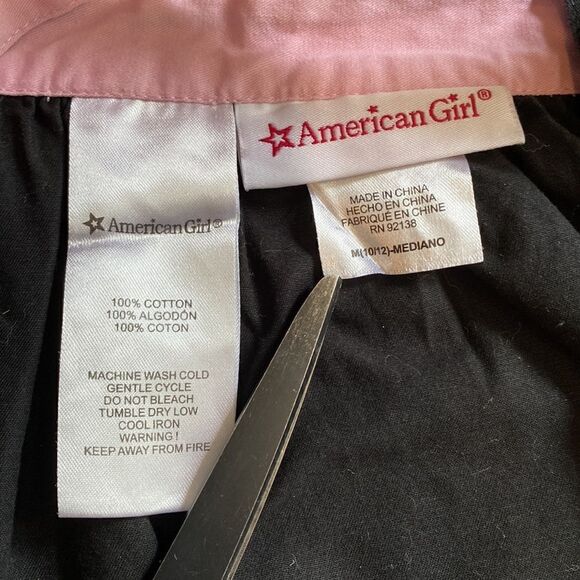 American Girl®
American Girl®
100% COTTON
100% ALGODÓN
100% COTON
MACHINE WASH COLD
GENTLE CYCLE
DO NOT BLEACH
TUMBLE DRY LOW
COOL IRON
WARNING !
KEEP AWAY FROM FIRE
MADE IN CHINA
HECHO EN CHINA
FABRIQUÉ EN CHINE
RN 92138
M(10/12)-MEDIANO